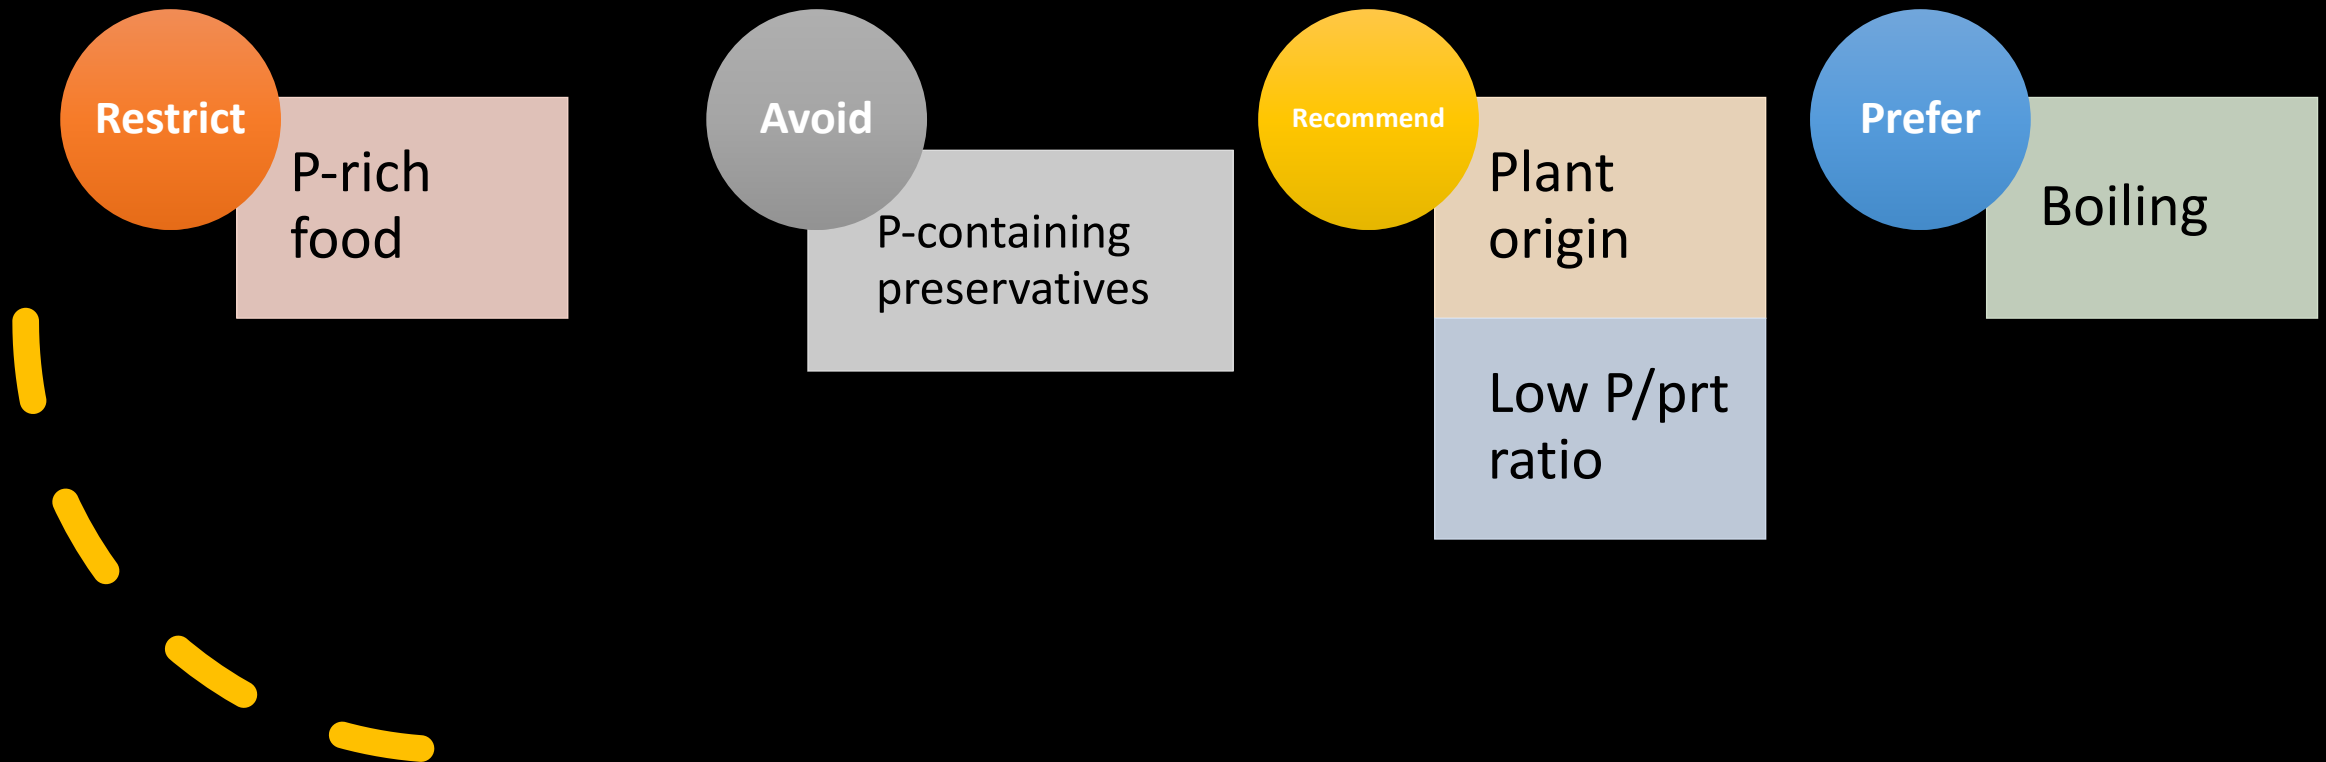 Restrict
P-rich
food
Avoid
P-containing
preservatives
Recommend
Plant
origin
Low P/prt
ratio
Prefer
Boiling